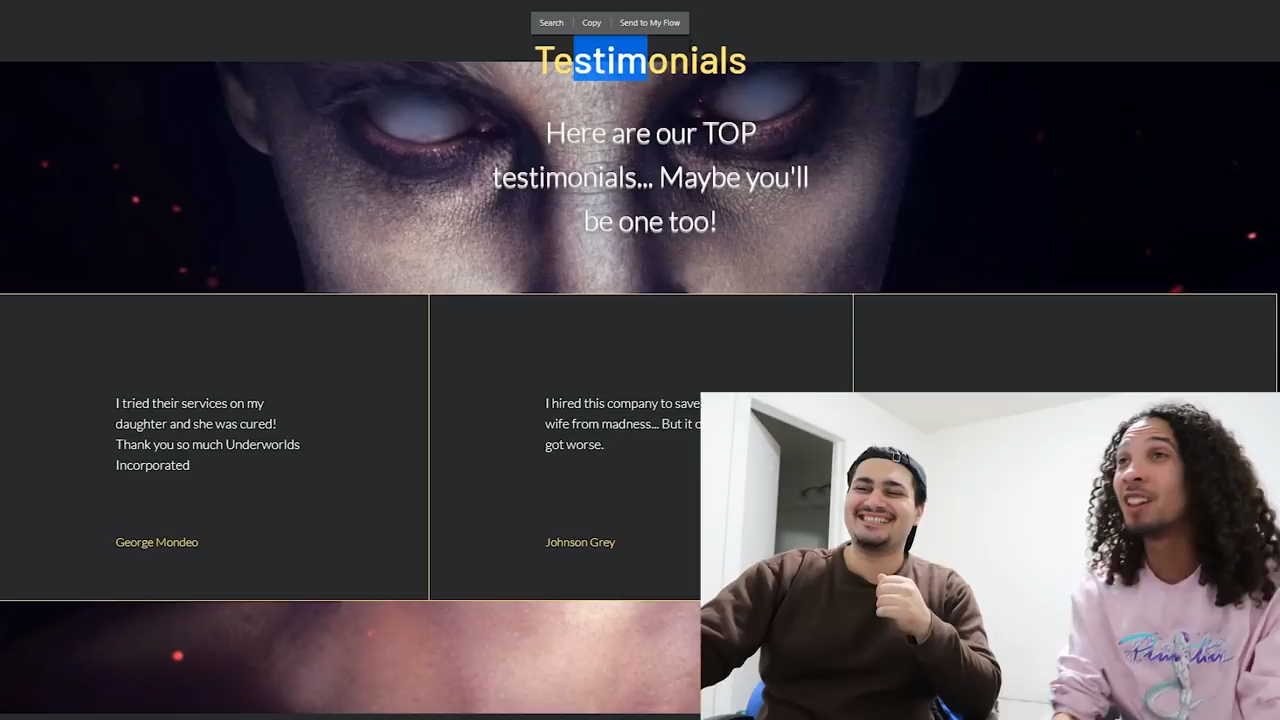 Search
Copy
Send to My Flow
Testimonials
Here are our TOP
testimonials... Maybe you'll
be one too!
I tried their services on my
daughter and she was cured!
Thank you so much Underworlds
Incorporated
George Mondeo
I hired this company to save
wife from madness... But it
got worse.
Johnson Grey